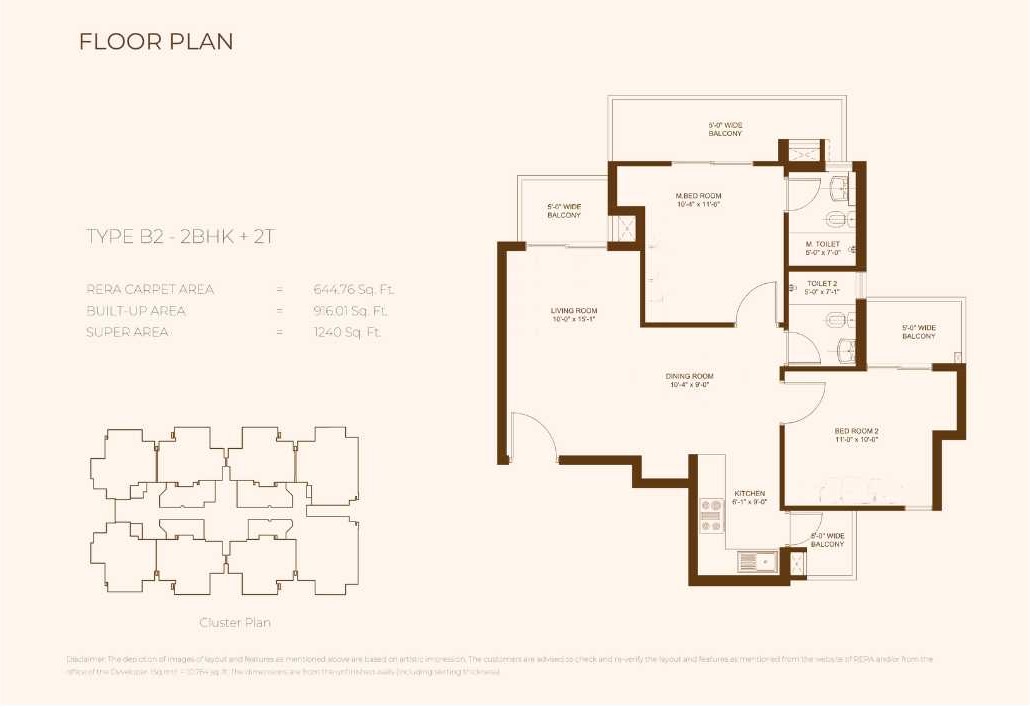 FLOOR PLAN
TYPE B2 - 2BHK + 2T
RERA CARPET AREA = 644.76 Sq. Ft.
BUILT-UP AREA = 916.01 Sq. Ft.
SUPER AREA = 1240 Sq. Ft.
5'-0" WIDE
BALCONY
5'-0" WIDE
BALCONY
M.BED ROOM
10'-4" x 11'-6"
M. TOILET
5'-0" x 7'-0"
TOILET 2
5'-0" x 7'-1"
LIVING ROOM
10'-0" x 15'-1"
5'-0" WIDE
BALCONY
DINING ROOM
10'-4" x 9'-0"
BED ROOM 2
11'-0" x 10'-0"
KITCHEN
6'-1" x 9'-0"
5'-0" WIDE
BALCONY
Cluster Plan
Disclaimer: The depiction of images of layout and features as mentioned above are based on artistic impression. The customers are advised to check and re-verify the layout and features as mentioned from the website of RERA and/or from the
office of the Developer. 1Sq.mtr. = 10.764 sq. ft. The dimensions are from the unfinished walls (including skirting thickness)